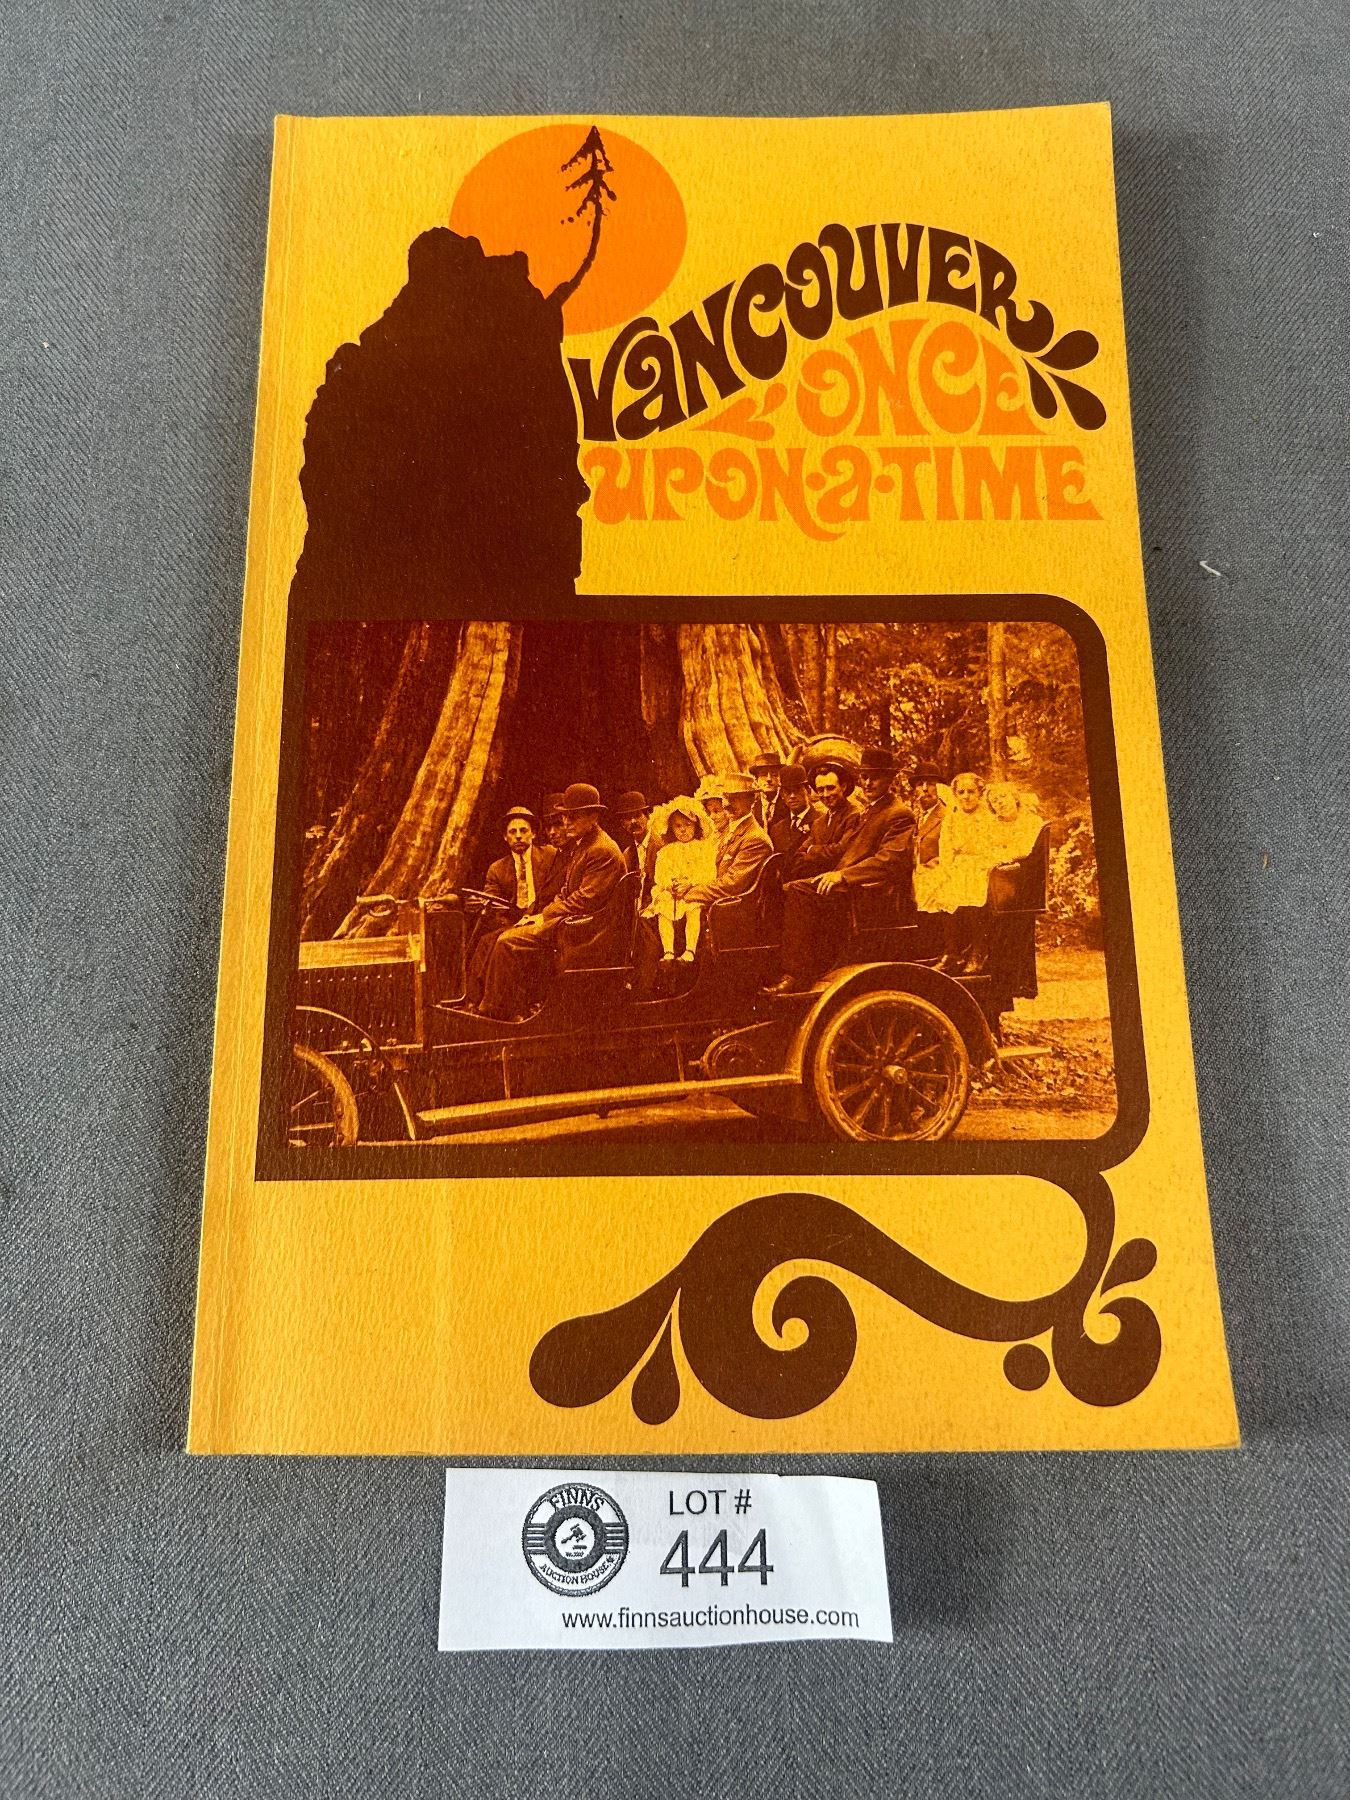 VANCOUVER
ONCE
UPON·A·TIME
FINNS
AUCTION HOUSE
LOT #
444
www.finnsauctionhouse.com